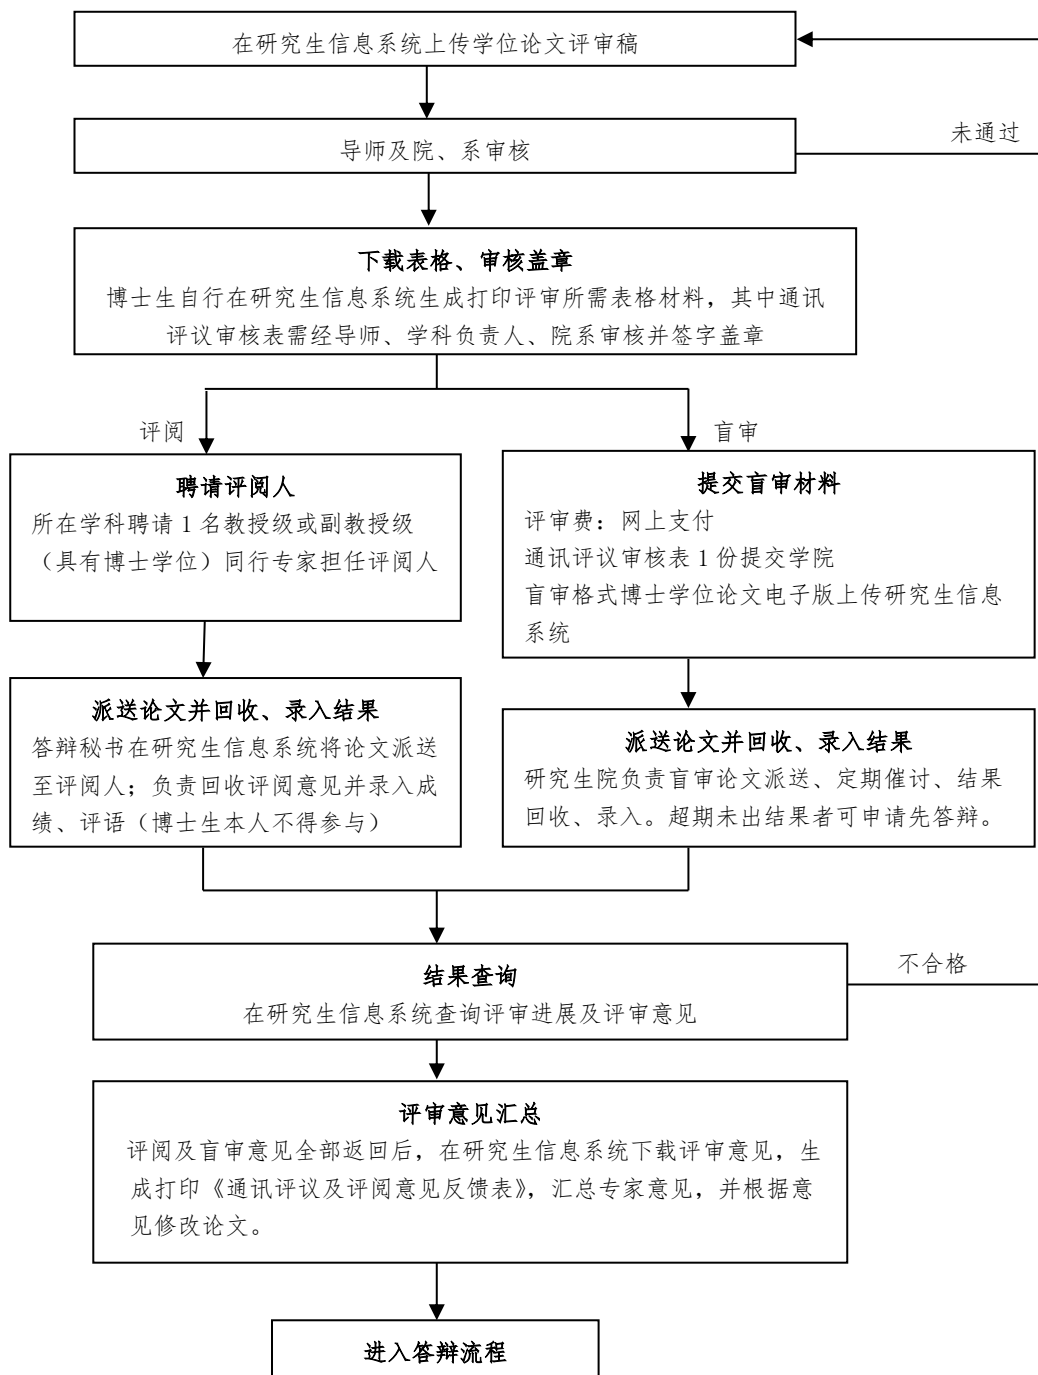 在研究生信息系统上传学位论文评审稿
导师及院、系审核
未通过
下载表格、审核盖章
博士生自行在研究生信息系统生成打印评审所需表格材料，其中通讯
评议审核表需经导师、学科负责人、院系审核并签字盖章
评阅
盲审
聘请评阅人
所在学科聘请 1 名教授级或副教授级
（具有博士学位）同行专家担任评阅人
提交盲审材料
评审费：网上支付
通讯评议审核表 1 份提交学院
盲审格式博士学位论文电子版上传研究生信息
系统
派送论文并回收、录入结果
答辩秘书在研究生信息系统将论文派送
至评阅人；负责回收评阅意见并录入成
绩、评语（博士生本人不得参与）
派送论文并回收、录入结果
研究生院负责盲审论文派送、定期催讨、结果
回收、录入。超期未出结果者可申请先答辩。
结果查询
在研究生信息系统查询评审进展及评审意见
不合格
评审意见汇总
评阅及盲审意见全部返回后，在研究生信息系统下载评审意见，生
成打印《通讯评议及评阅意见反馈表》，汇总专家意见，并根据意
见修改论文。
进入答辩流程